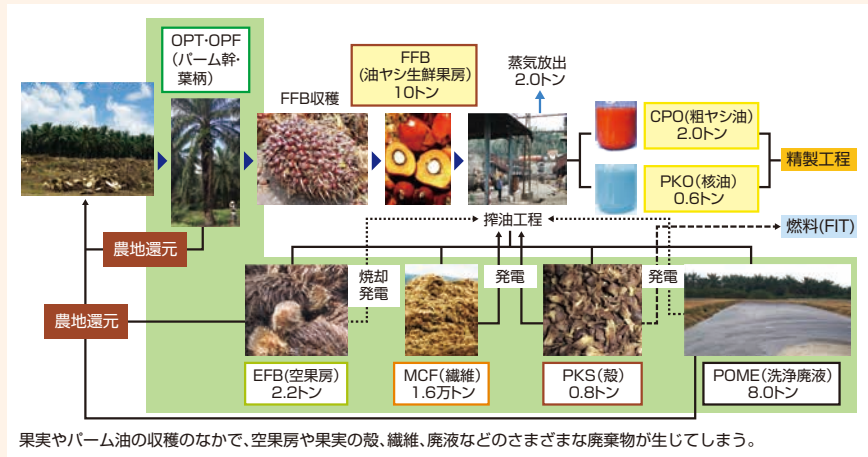 OPT・OPF
(パーム幹・
葉柄)
FFB収穫
FFB
(油ヤシ生鮮果房)
10トン
蒸気放出
2.0トン
CPO(粗ヤシ油)
2.0トン
精製工程
PKO(核油)
0.6トン
搾油工程
燃料(FIT)
農地還元
農地還元
焼却
発電
発電
発電
EFB(空果房)
2.2トン
MCF(繊維)
1.6万トン
PKS(殻)
0.8トン
POME(洗浄廃液)
8.0トン
果実やパーム油の収穫のなかで、空果房や果実の殻、繊維、廃液などのさまざまな廃棄物が生じてしまう。